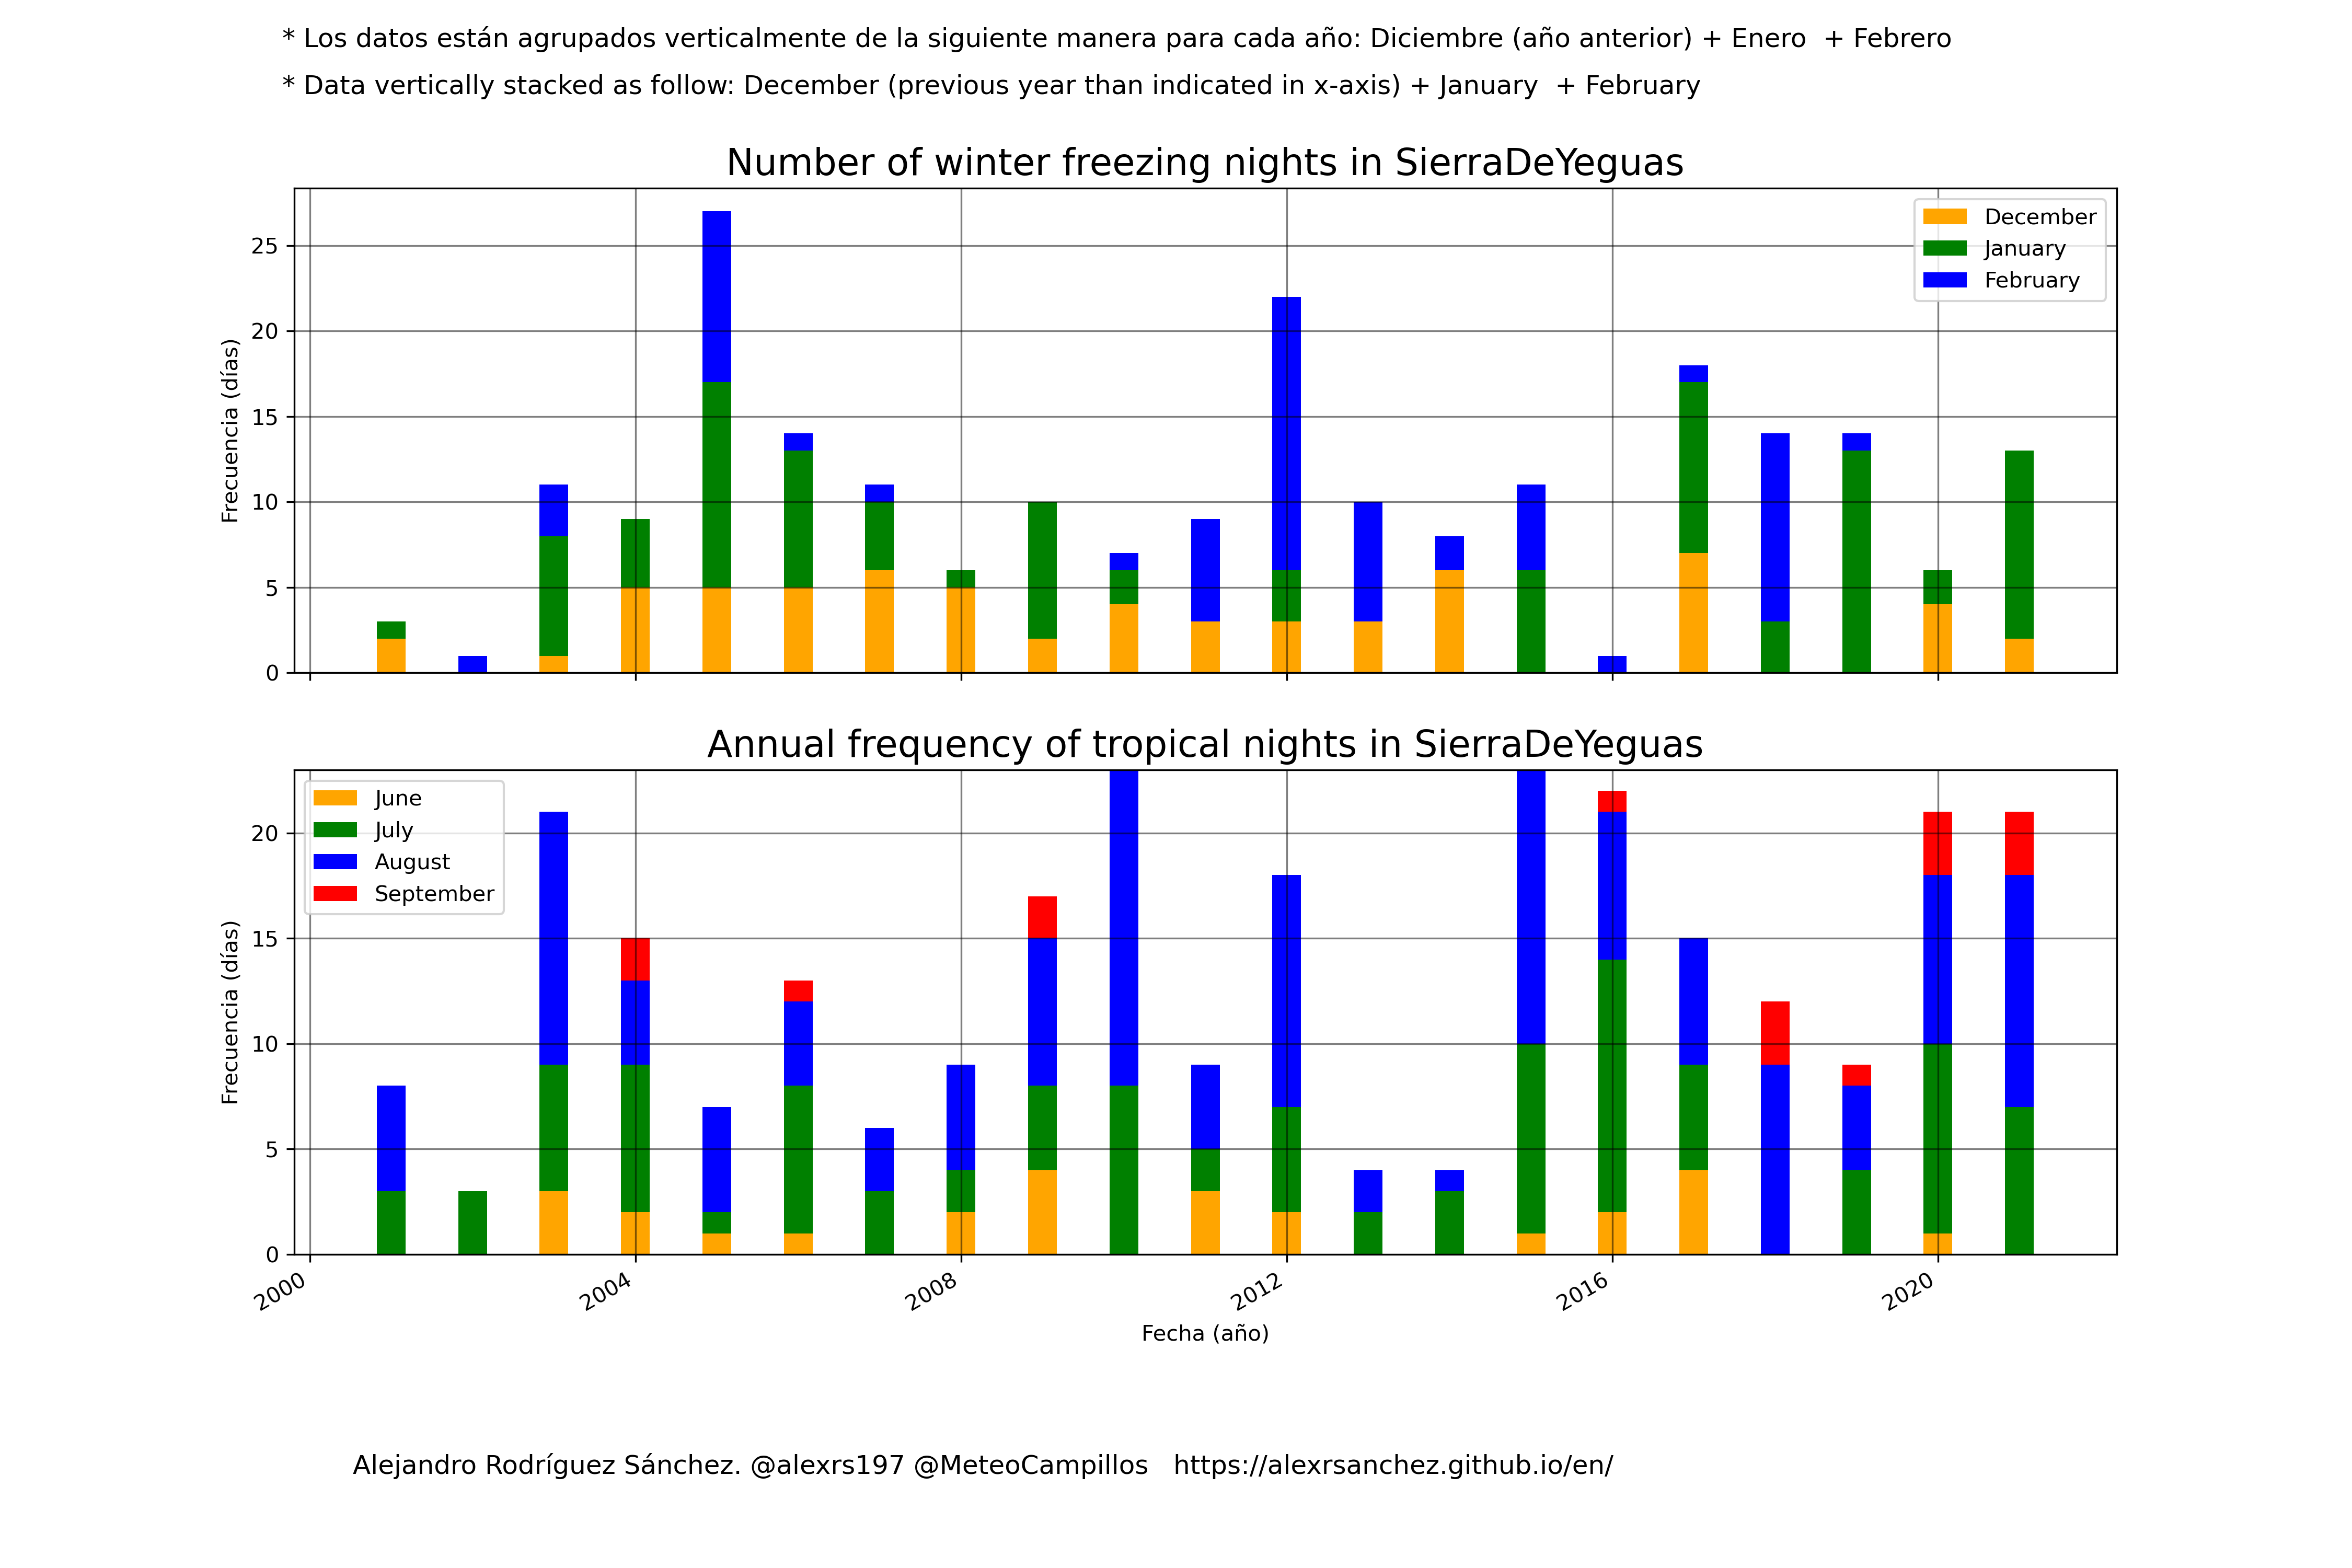 * Los datos están agrupados verticalmente de la siguiente manera para cada año: Diciembre (año anterior) + Enero  + Febrero
* Data vertically stacked as follow: December (previous year than indicated in x-axis) + January  + February
Number of winter freezing nights in SierraDeYeguas
Frecuencia (días)
25
20
15
10
5
0
December
January
February
Annual frequency of tropical nights in SierraDeYeguas
Frecuencia (días)
20
15
10
5
0
June
July
August
September
2000
2004
2008
2012
2016
2020
Fecha (año)
Alejandro Rodríguez Sánchez. @alexrs197 @MeteoCampillos   https://alexrsanchez.github.io/en/